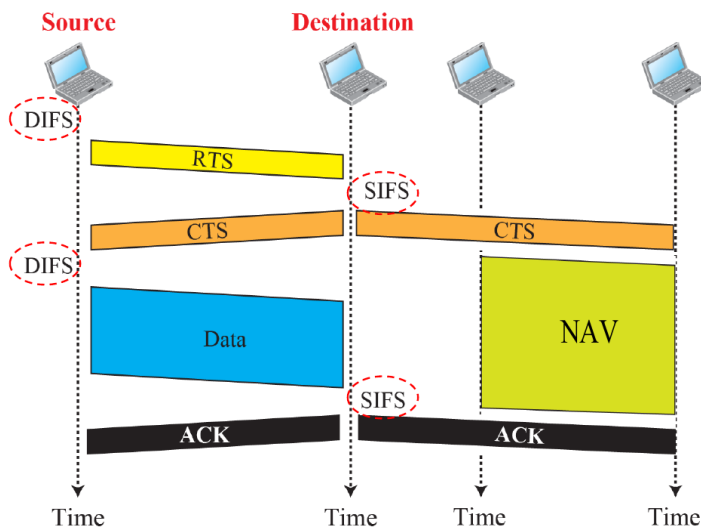 Source
Destination
DIFS
RTS
SIFS
CTS
CTS
DIFS
Data
NAV
SIFS
ACK
ACK
Time
Time
Time
Time